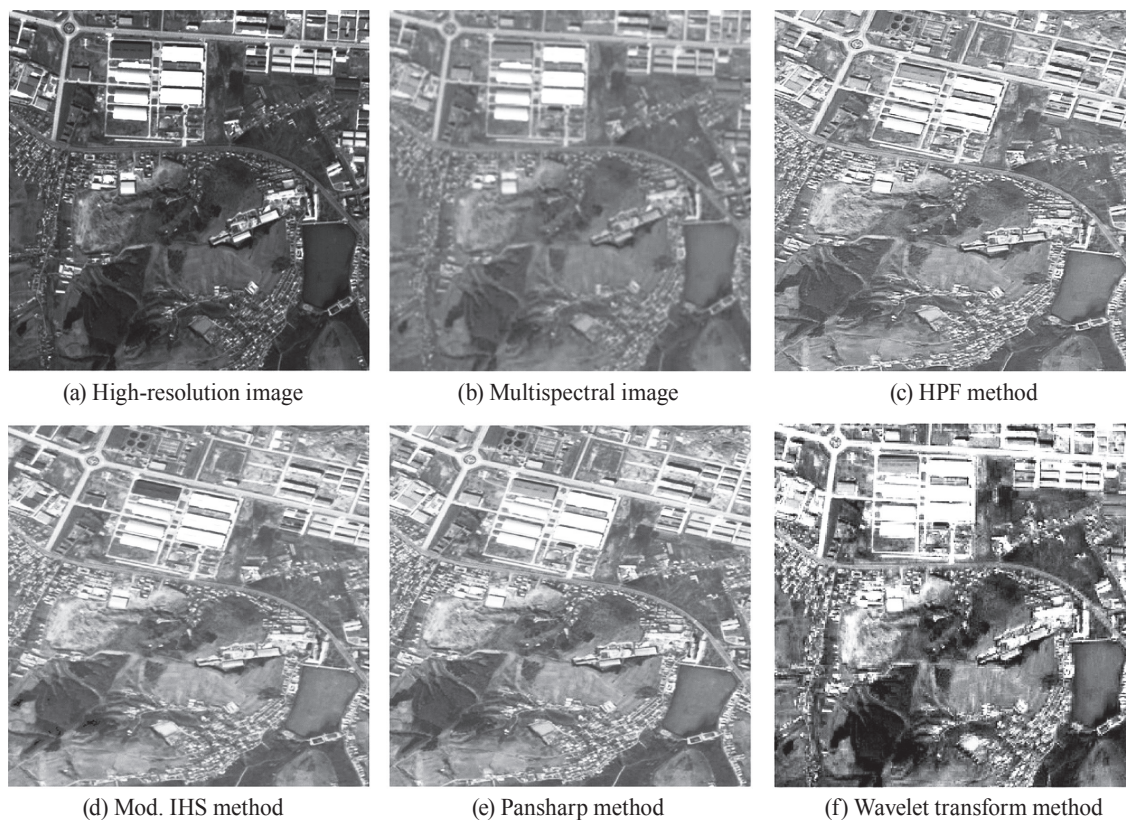 (a) High-resolution image
(b) Multispectral image
(c) HPF method
(d) Mod. IHS method
(e) Pansharp method
(f) Wavelet transform method